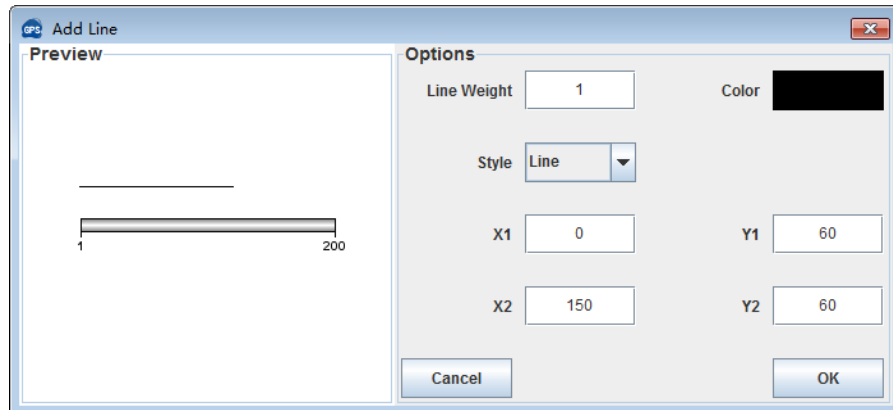 GPS Add Line
Preview
1 200
Options
Line Weight 1 Color
Style Line
X1 0 Y1 60
X2 150 Y2 60
Cancel OK